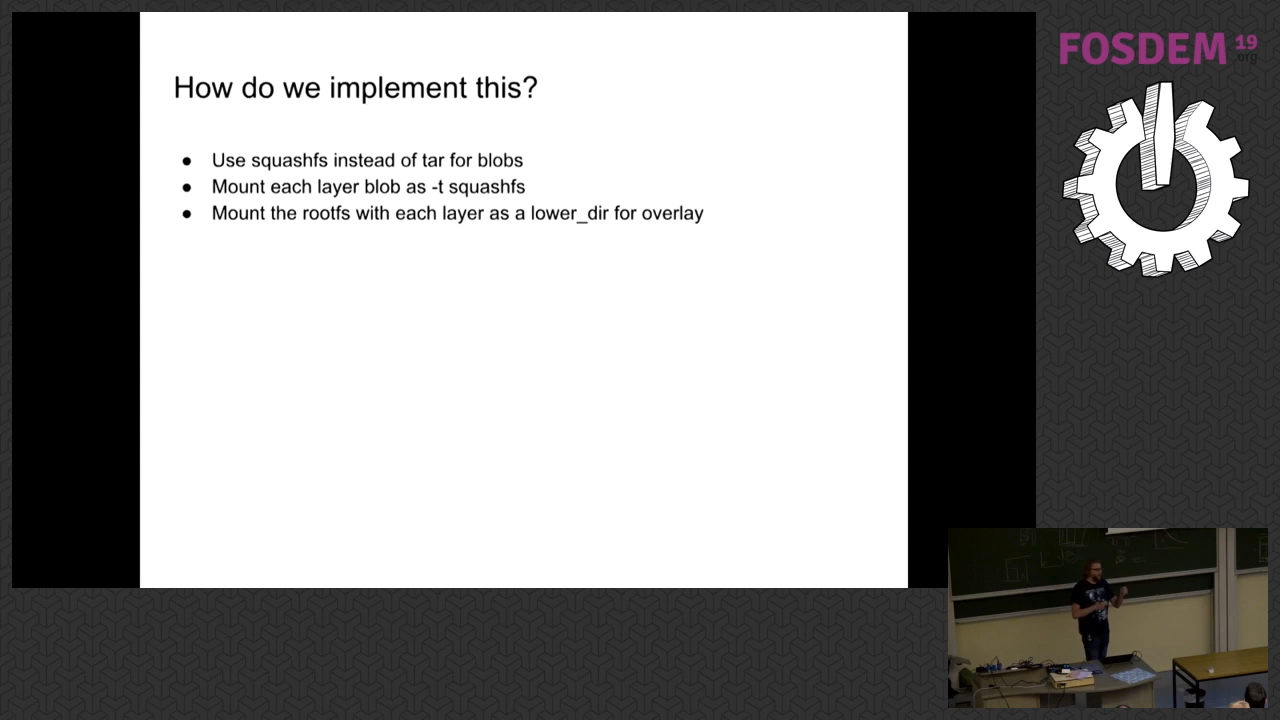 How do we implement this?
● Use squashfs instead of tar for blobs
● Mount each layer blob as -t squashfs
● Mount the rootfs with each layer as a lower_dir for overlay
FOSDEM 19
.org